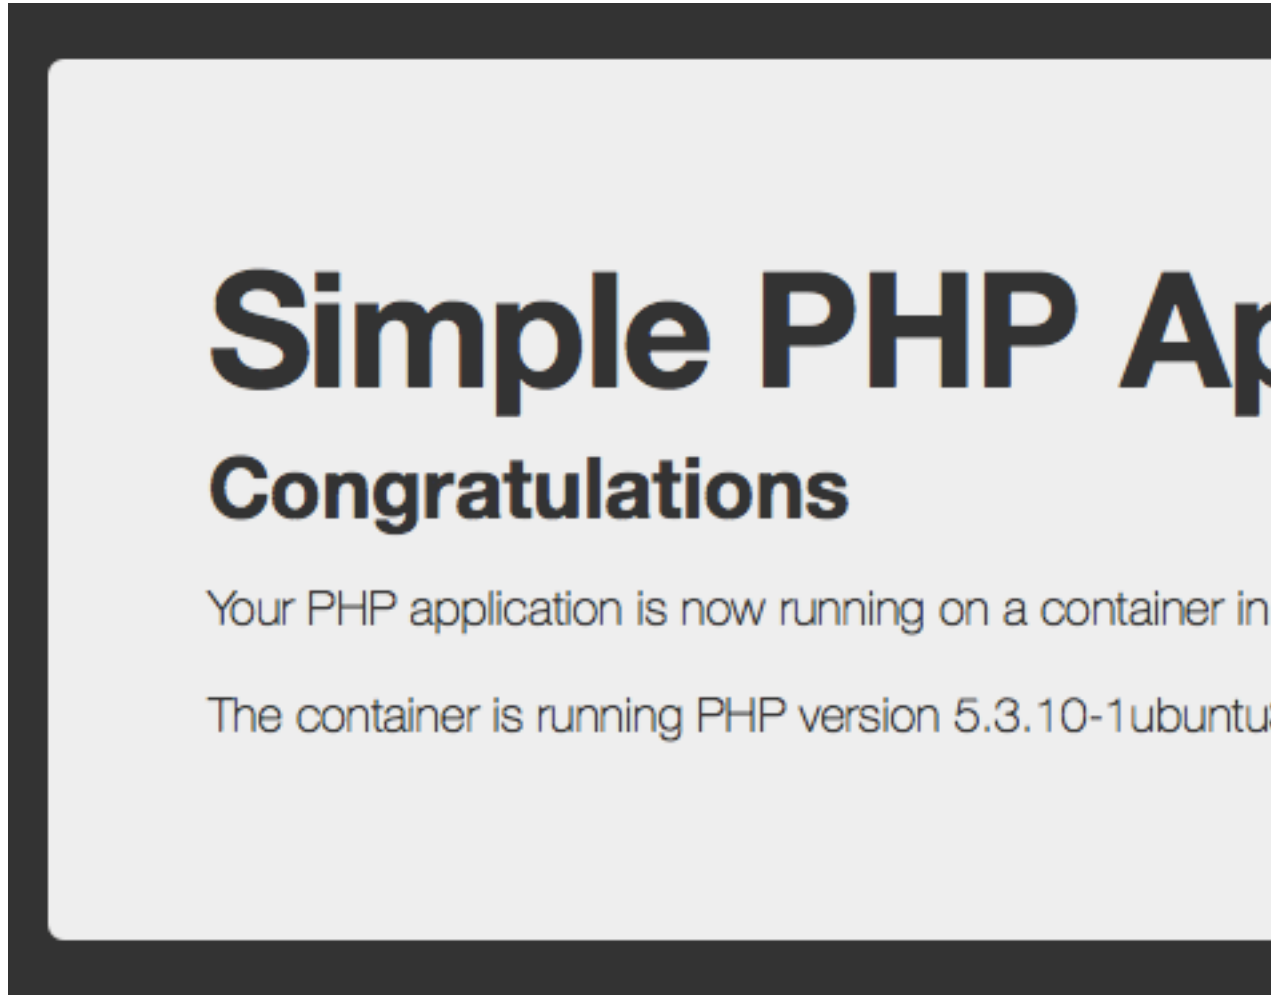 Simple PHP Ap
Congratulations
Your PHP application is now running on a container in
The container is running PHP version 5.3.10-1ubuntu